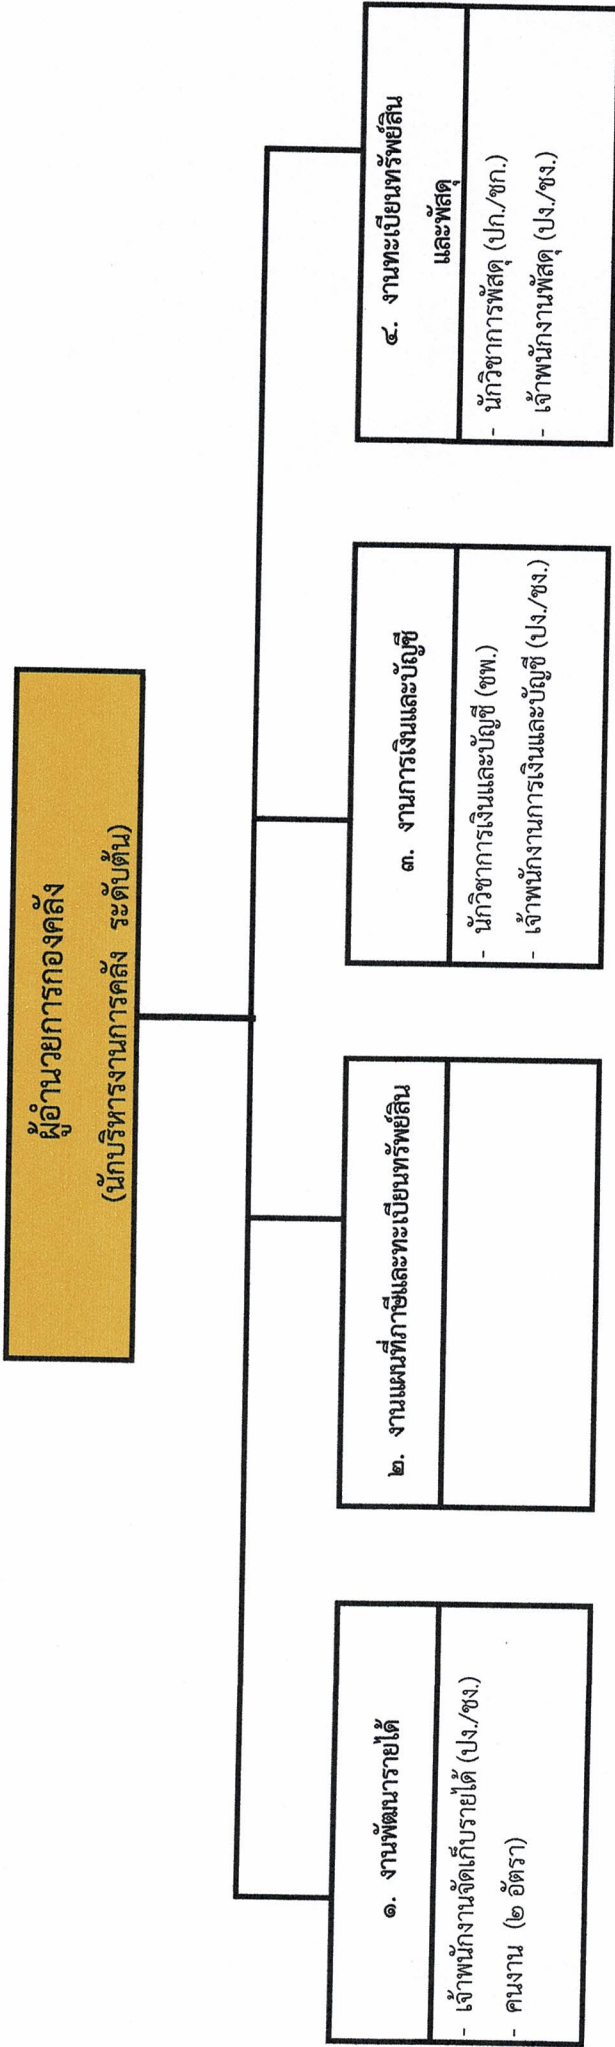 ผู้อำนวยการกองคลัง
(นักบริหารงานการคลัง ระดับต้น)
๑. งานพัฒนารายได้
- เจ้าพนักงานจัดเก็บรายได้ (ปง./ชง.)
- คนงาน (๒ อัตรา)
๒. งานแผนที่ภาษีและทะเบียนทรัพย์สิน
๓. งานการเงินและบัญชี
- นักวิชาการเงินและบัญชี (ชพ.)
- เจ้าพนักงานการเงินและบัญชี (ปง./ชง.)
๔. งานทะเบียนทรัพย์สิน
และพัสดุ
- นักวิชาการพัสดุ (ปก./ชก.)
- เจ้าพนักงานพัสดุ (ปง./ชง.)